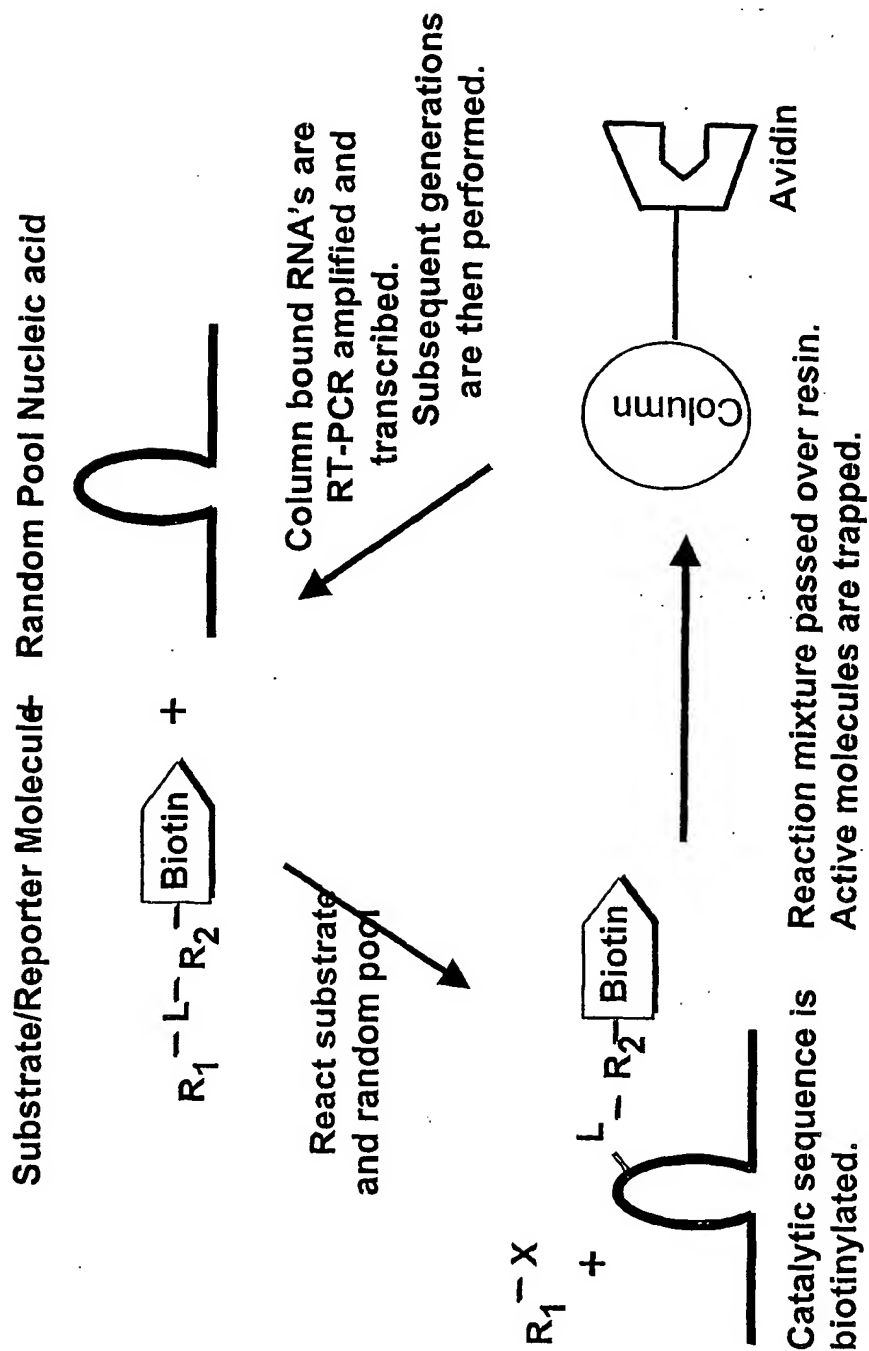 Substrate/Reporter Molecule+ Random Pool Nucleic acid
R1 – L – R2 – Biotin +
React substrate
and random pool
Column bound RNA's are
RT-PCR amplified and
transcribed.
Subsequent generations
are then performed.
R1 – X
+
L – R2 – Biotin
Column
Avidin
Catalytic sequence is
biotinylated.
Reaction mixture passed over resin.
Active molecules are trapped.